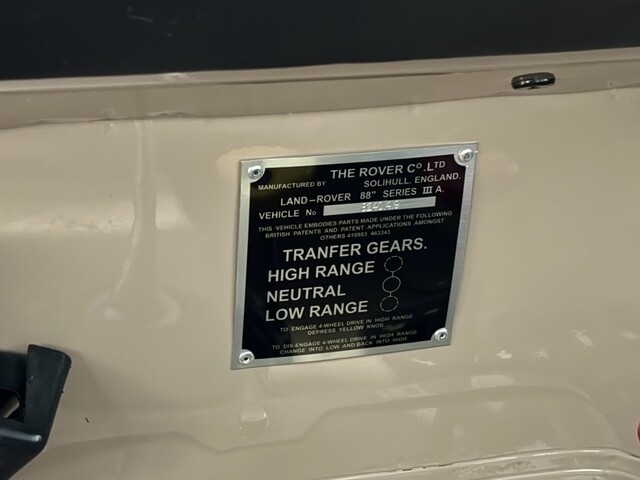 THE ROVER Co.LTD
MANUFACTURED BY SOLIHULL, ENGLAND.
LAND-ROVER 88" SERIES III A.
VEHICLE No
THIS VEHICLE EMBODIES PARTS MADE UNDER THE FOLLOWING
BRITISH PATENTS AND PATENT APPLICATIONS AMONGST
OTHERS 419903 463343
TRANFER GEARS.
HIGH RANGE
NEUTRAL
LOW RANGE
TO ENGAGE 4-WHEEL DRIVE IN HIGH RANGE
DEPRESS YELLOW KNOB.
TO DIS-ENGAGE 4-WHEEL DRIVE IN HIGH RANGE
CHANGE INTO LOW AND BACK INTO HIGH.